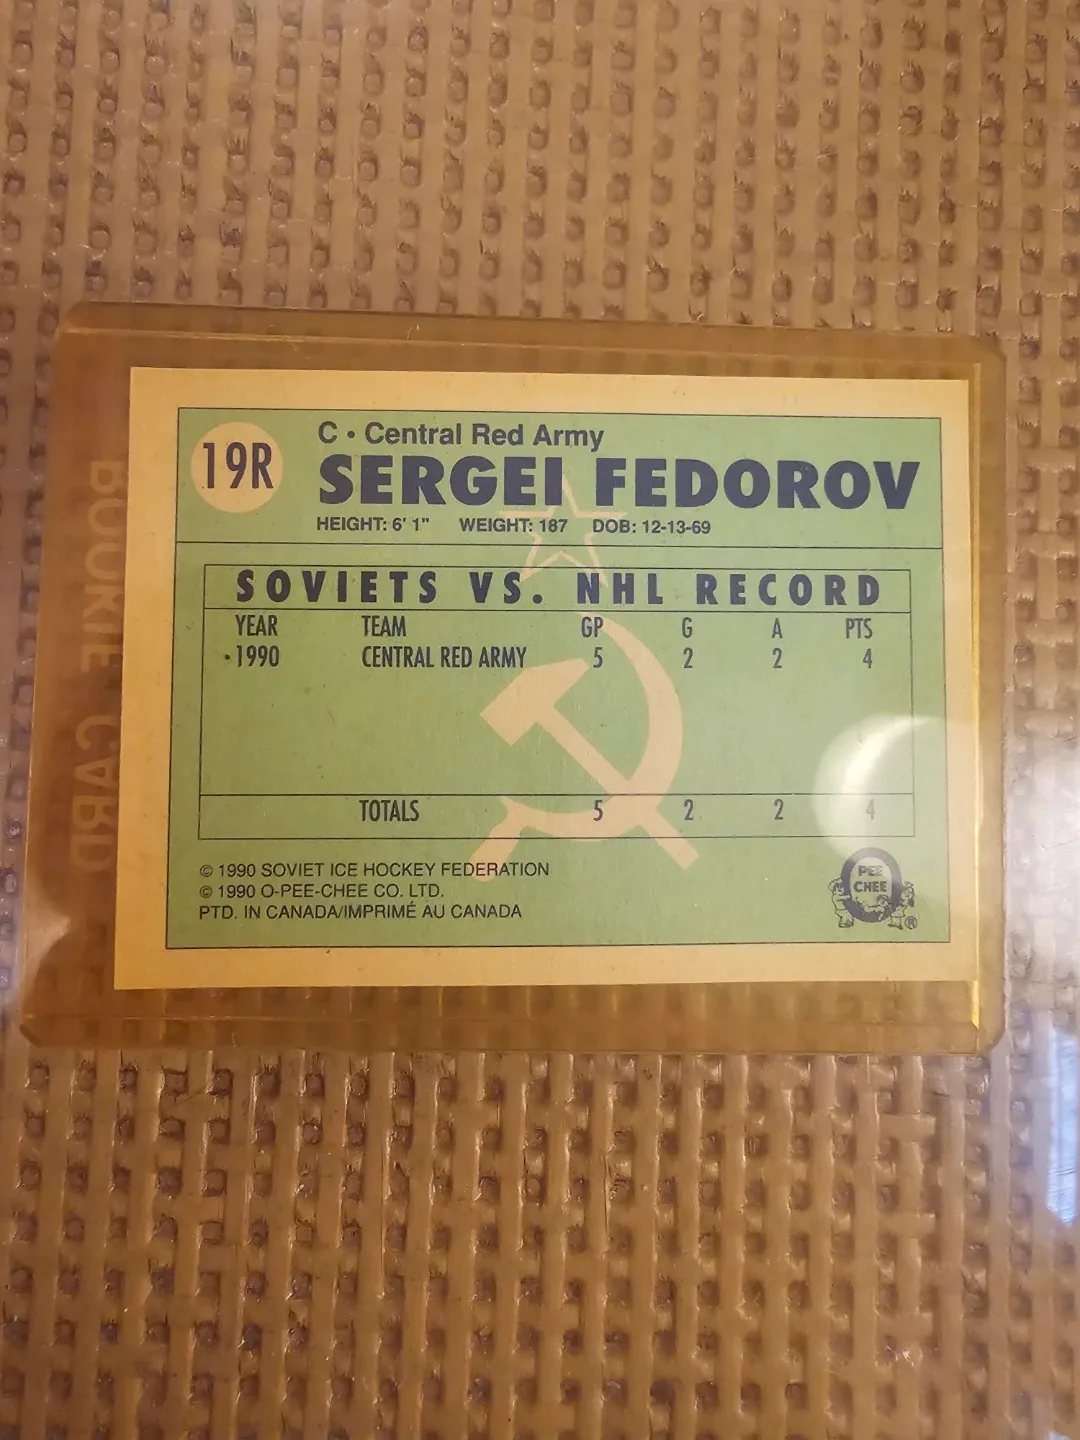 19R
C • Central Red Army
SERGEI FEDOROV
HEIGHT: 6' 1" WEIGHT: 187 DOB: 12-13-69
SOVIETS VS. NHL RECORD
YEAR TEAM GP G A PTS
•1990 CENTRAL RED ARMY 5 2 2 4
TOTALS 5 2 2 4
© 1990 SOVIET ICE HOCKEY FEDERATION
© 1990 O-PEE-CHEE CO. LTD.
PTD. IN CANADA/IMPRIMÉ AU CANADA
O
PEE
CHEE
®
ROOKIE CARD